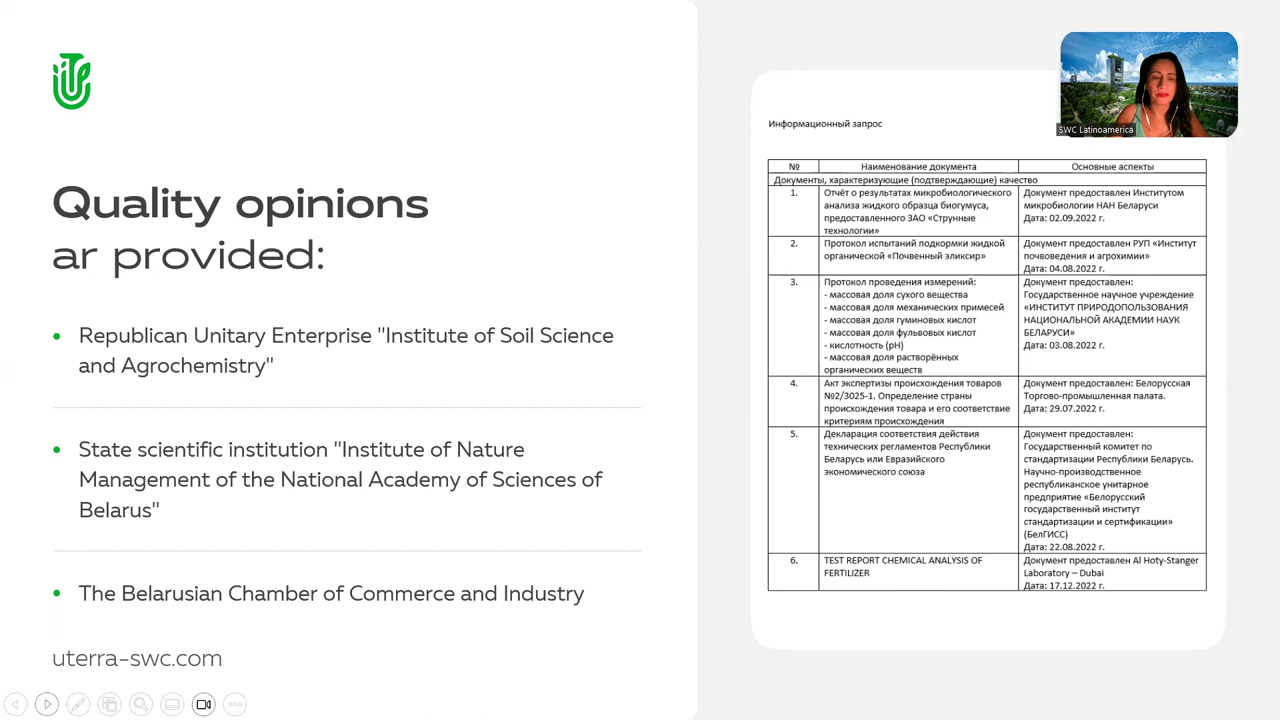 Quality opinions
ar provided:
Republican Unitary Enterprise "Institute of Soil Science
and Agrochemistry"
State scientific institution "Institute of Nature
Management of the National Academy of Sciences of
Belarus"
The Belarusian Chamber of Commerce and Industry
uterra-swc.com
SWC Latinoamerica
Информационный запрос
№ Наименование документа Основные аспекты
Документы, характеризующие (подтверждающие) качество
1.
Отчёт о результатах микробиологического
анализа жидкого образца биогумуса,
предоставленного ЗАО «Струнные
технологии»
Документ предоставлен Институтом
микробиологии НАН Беларуси
Дата: 02.09.2022 г.
2.
Протокол испытаний подкормки жидкой
органической «Почвенный эликсир»
Документ предоставлен РУП «Институт
почвоведения и агрохимии»
Дата: 04.08.2022 г.
3.
Протокол проведения измерений:
- массовая доля сухого вещества
- массовая доля механических примесей
- массовая доля гуминовых кислот
- массовая доля фульвовых кислот
- кислотность (pH)
- массовая доля растворённых
органических веществ
Документ предоставлен:
Государственное научное учреждение
«ИНСТИТУТ ПРИРОДОПОЛЬЗОВАНИЯ
НАЦИОНАЛЬНОЙ АКАДЕМИИ НАУК
БЕЛАРУСИ»
Дата: 03.08.2022 г.
4.
Акт экспертизы происхождения товаров
№2/3025-1. Определение страны
происхождения товара и его соответствие
критериям происхождения
Документ предоставлен: Белорусская
Торгово-промышленная палата.
Дата: 29.07.2022 г.
5.
Декларация соответствия действия
технических регламентов Республики
Беларусь или Евразийского
экономического союза
Документ предоставлен:
Государственный комитет по
стандартизации Республики Беларусь.
Научно-производственное
республиканское унитарное
предприятие «Белорусский
государственный институт
стандартизации и сертификации»
(БелГИСС)
Дата: 22.08.2022 г.
6.
TEST REPORT CHEMICAL ANALYSIS OF
FERTILIZER
Документ предоставлен Al Hoty-Stanger
Laboratory – Dubai
Дата: 17.12.2022 г.